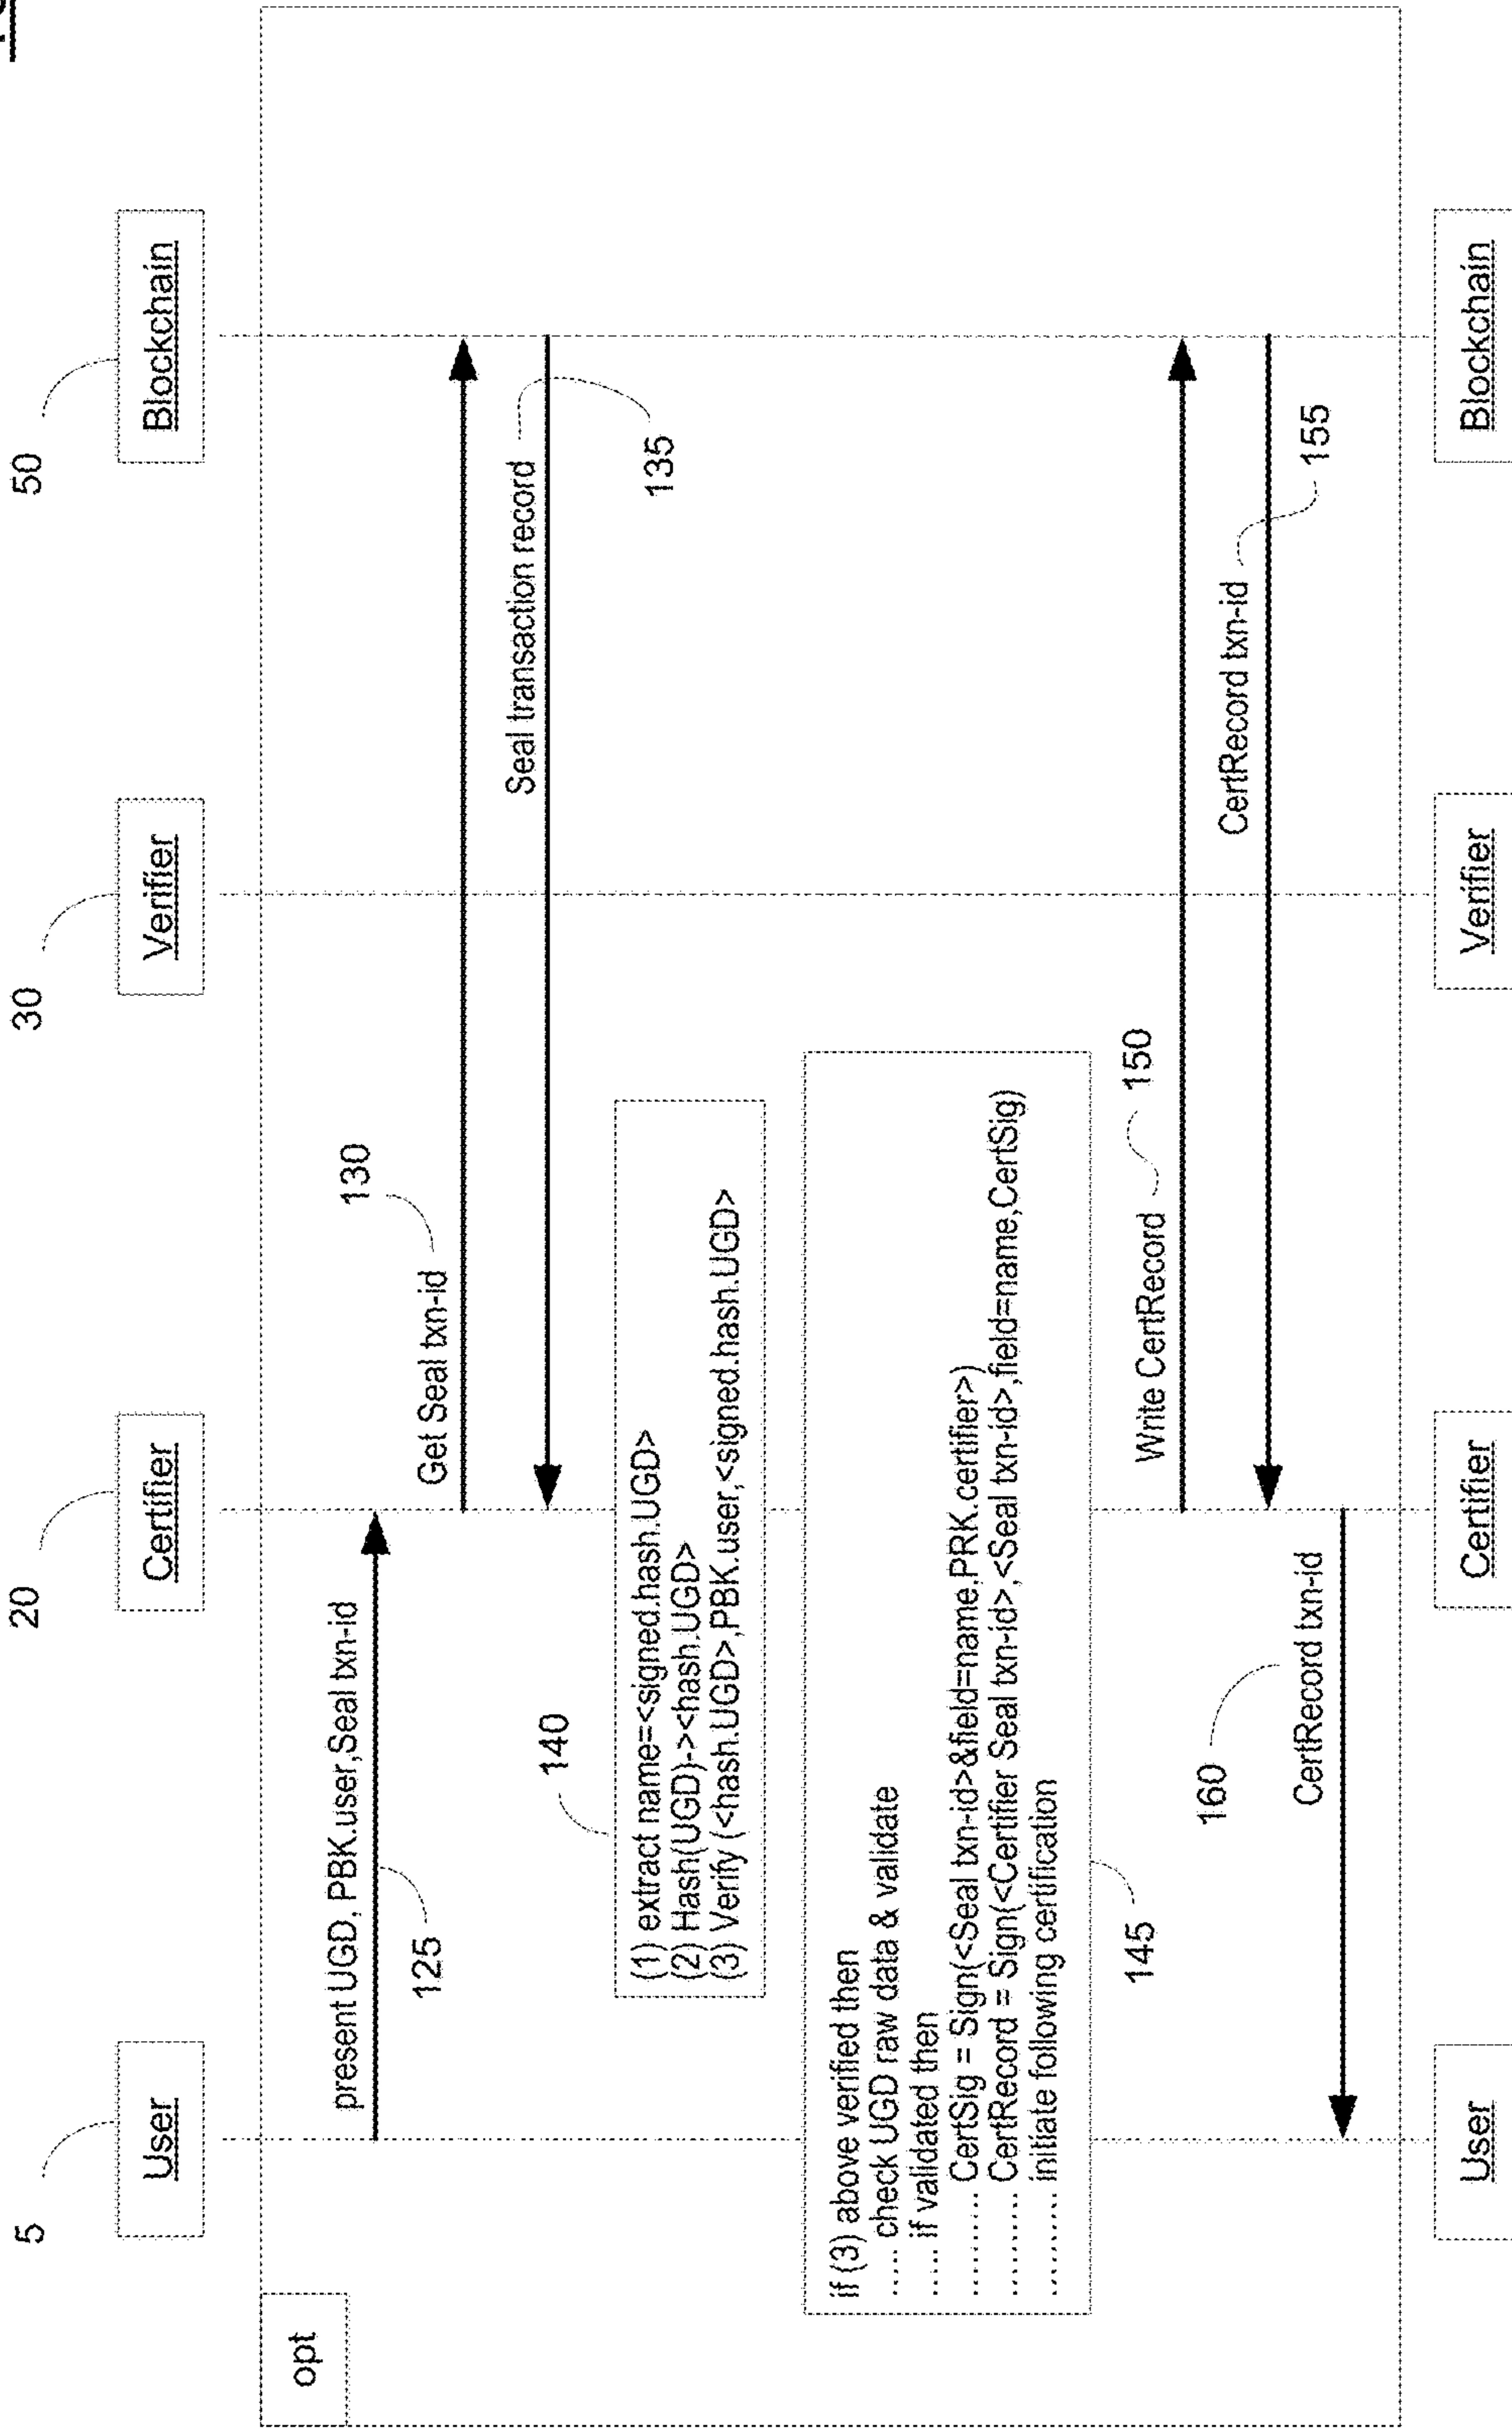 5
20
30
50
User
Certifier
Verifier
Blockchain
opt
present UGD, PBK.user,Seal txn-id
125
Get Seal txn-id
130
Seal transaction record
135
140
(1) extract name=<signed.hash.UGD>
(2) Hash(UGD)-><hash.UGD>
(3) Verify (<hash.UGD>,PBK.user,<signed.hash.UGD>
if (3) above verified then
..... check UGD raw data & validate
..... if validated then
.......... CertSig = Sign(<Seal txn-id>&field=name,PRK.certifier>)
.......... CertRecord = Sign(<Certifier Seal txn-id>,<Seal txn-id>,field=name,CertSig)
.......... initiate following certification
145
Write CertRecord
150
CertRecord txn-id
155
160
CertRecord txn-id
User
Certifier
Verifier
Blockchain